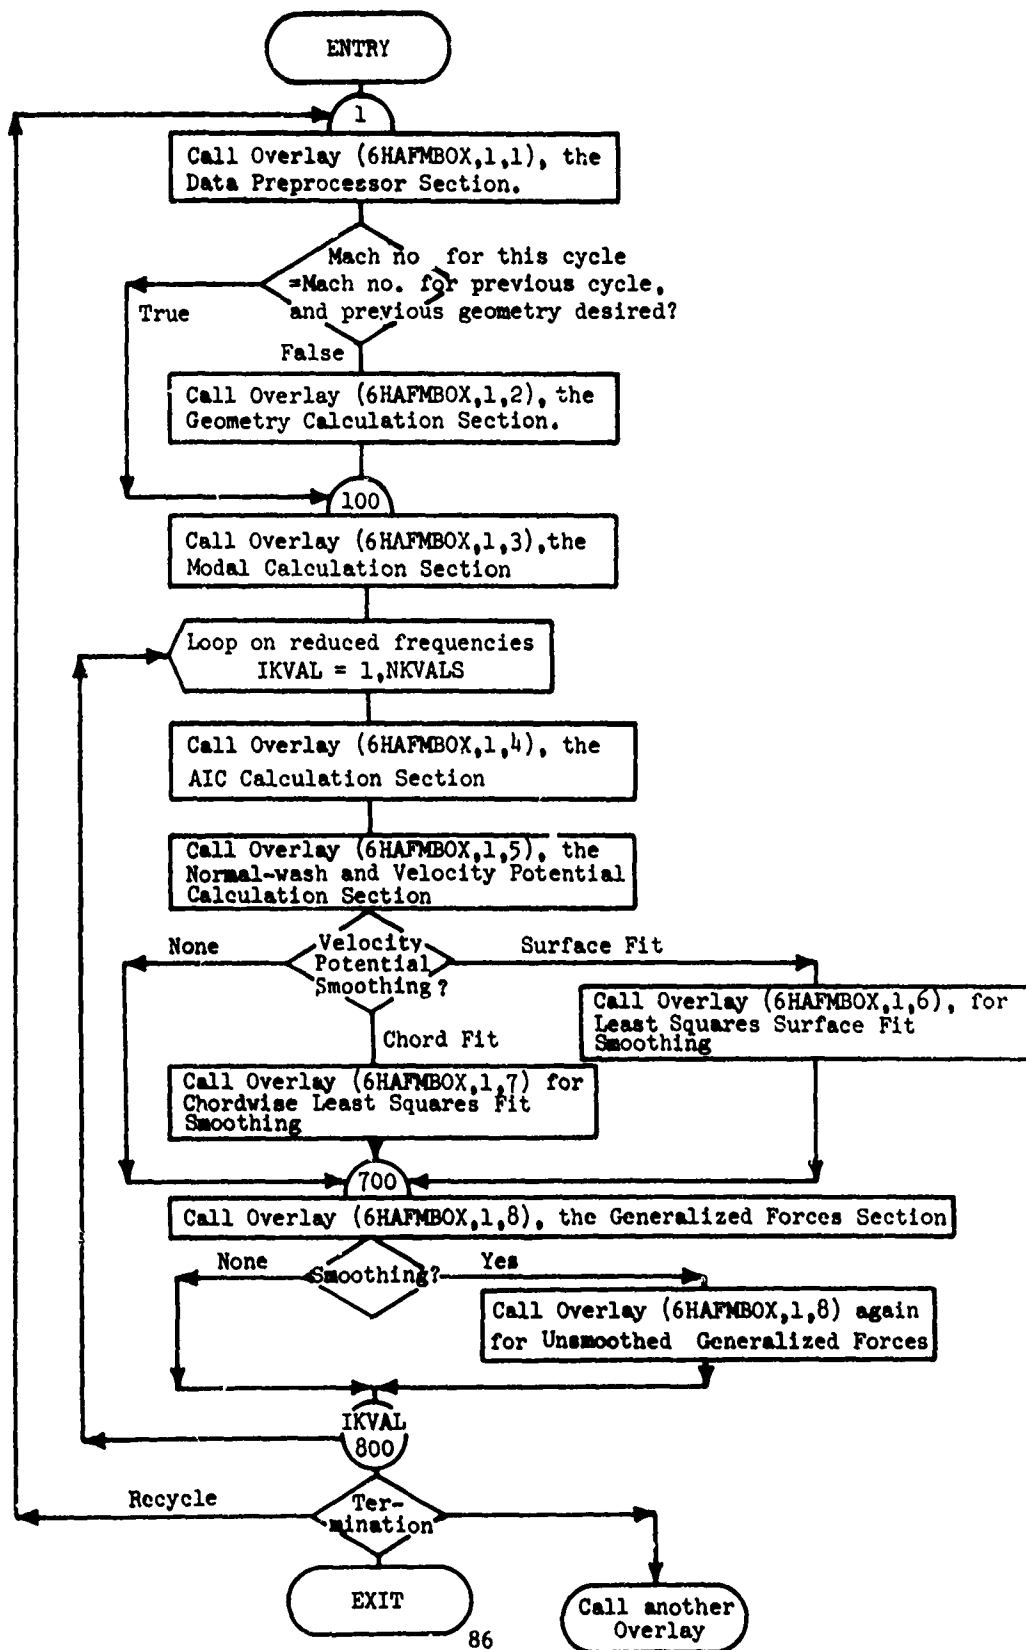 ENTRY
1
Call Overlay (6HAFMBOX,1,1), the
Data Preprocessor Section.
Mach no for this cycle
=Mach no. for previous cycle,
and previous geometry desired?
True
False
Call Overlay (6HAFMBOX,1,2), the
Geometry Calculation Section.
100
Call Overlay (6HAFMBOX,1,3),the
Modal Calculation Section
Loop on reduced frequencies
IKVAL = 1,NKVALS
Call Overlay (6HAFMBOX,1,4), the
AIC Calculation Section
Call Overlay (6HAFMBOX,1,5), the
Normal-wash and Velocity Potential
Calculation Section
None
Velocity
Potential
Smoothing?
Surface Fit
Chord Fit
Call Overlay (6HAFMBOX,1,6), for
Least Squares Surface Fit
Smoothing
Call Overlay (6HAFMBOX,1,7) for
Chordwise Least Squares Fit
Smoothing
700
Call Overlay (6HAFMBOX,1,8), the Generalized Forces Section
None
Smoothing?
Yes
Call Overlay (6HAFMBOX,1,8) again
for Unsmoothed Generalized Forces
IKVAL
800
Recycle
Ter-
mination
EXIT
Call another
Overlay
86